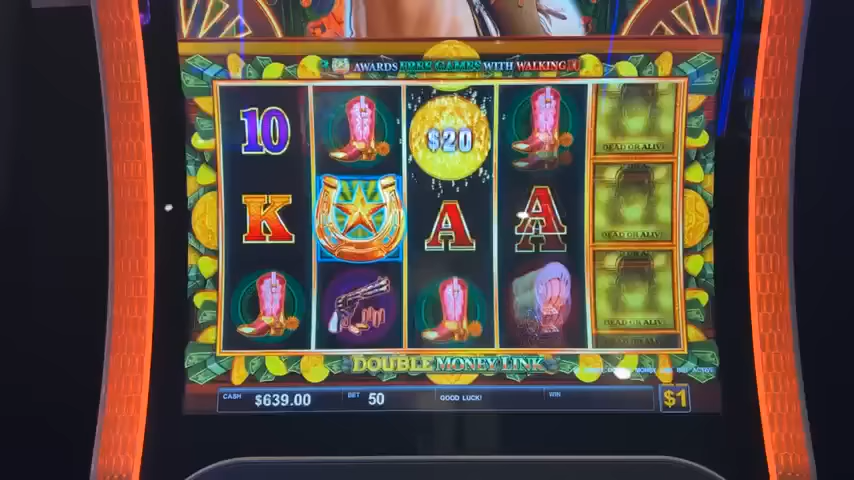 AWARDS FREE GAMES WITH WALKING
10
$20
DEAD OR ALIVE
K
A
A
DEAD OR ALIVE
DEAD OR ALIVE
DOUBLE MONEY LINK
CASH $639.00 BET 50 GOOD LUCK! WIN $1